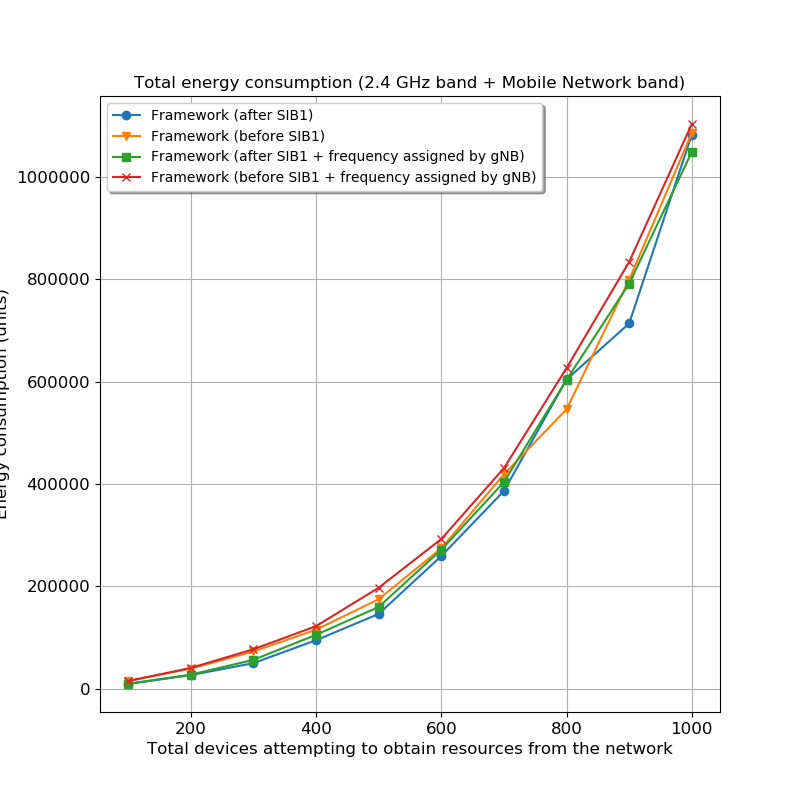 Total energy consumption (2.4 GHz band + Mobile Network band)
Framework (after SIB1)
Framework (before SIB1)
Framework (after SIB1 + frequency assigned by gNB)
Framework (before SIB1 + frequency assigned by gNB)
1000000
800000
600000
400000
200000
0
Energy consumption (units)
200 400 600 800 1000
Total devices attempting to obtain resources from the network